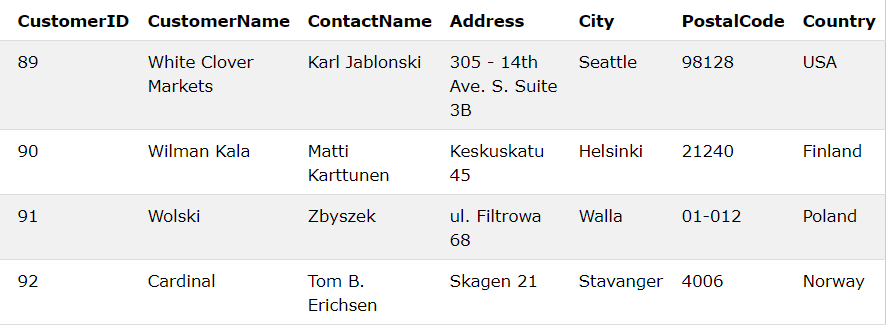 CustomerID CustomerName ContactName Address City PostalCode Country
89 White Clover Karl Jablonski 305 - 14th Seattle 98128 USA
Markets Ave. S. Suite
3B
90 Wilman Kala Matti Keskuskatu Helsinki 21240 Finland
Karttunen 45
91 Wolski Zbyszek ul. Filtrowa Walla 01-012 Poland
68
92 Cardinal Tom B. Skagen 21 Stavanger 4006 Norway
Erichsen